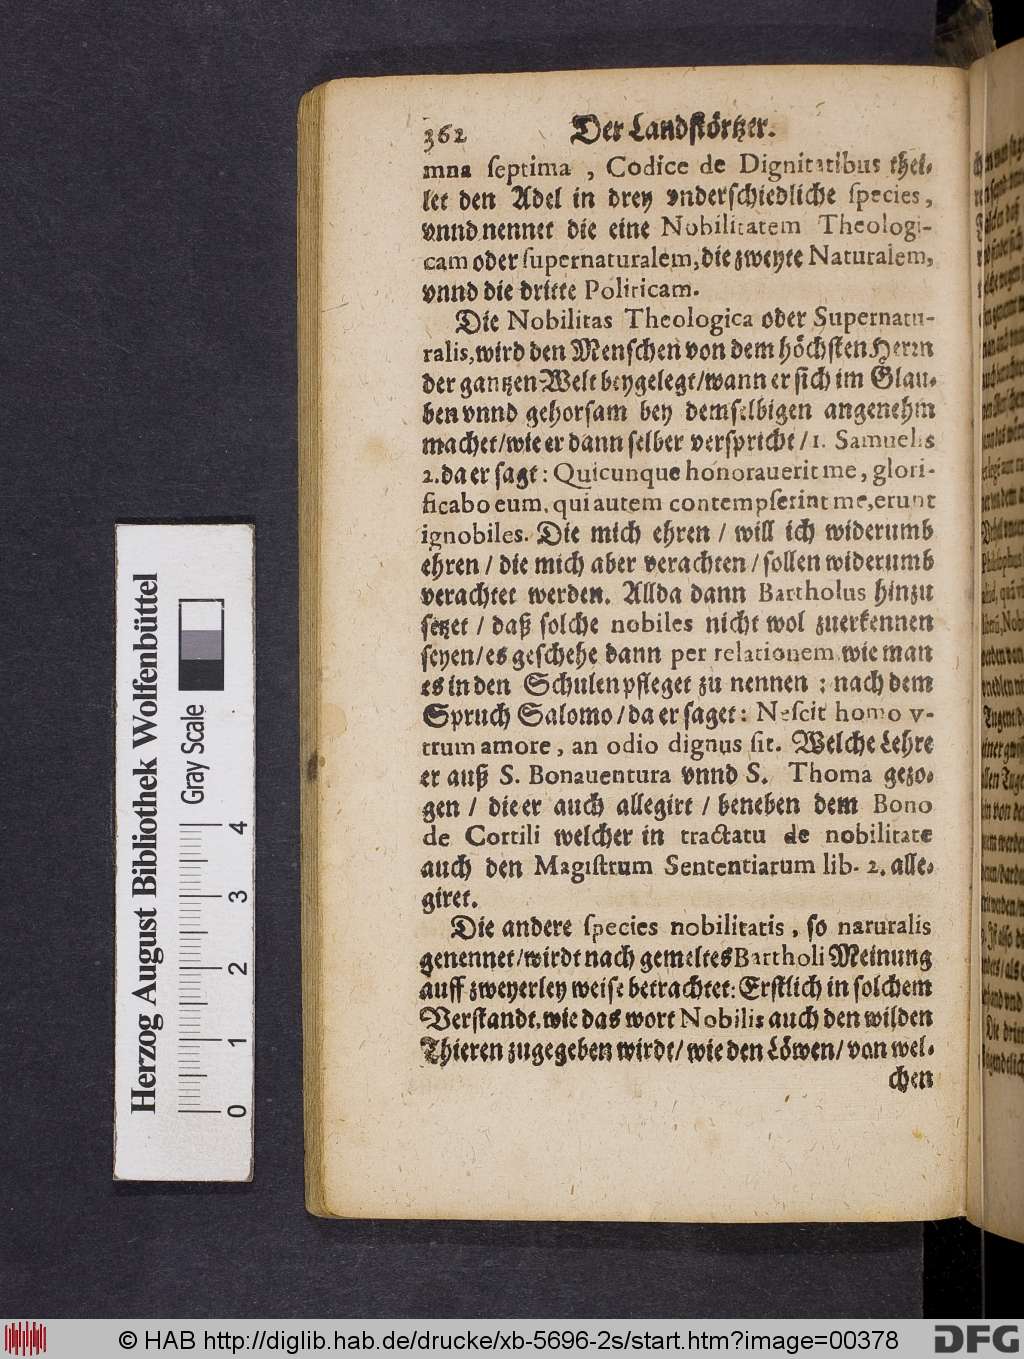 362 Der Landstörtzer.
mna septima, Codice de Dignitatibus thei-
let den Adel in drey vnderschiedliche species,
vnnd nennet die eine Nobilitatem Theologi-
cam oder supernaturalem, die zweyte Naturalem,
vnnd die dritte Politicam.
Die Nobilitas Theologica oder Supernatu-
ralis, wird den Menschen von dem höchsten Herrn
der gantzen Welt beygelegt/wann er sich im Glau-
ben vnnd gehorsam bey demselbigen angenehm
machet/wie er dann selber verspricht/ 1. Samuelis
2. da er sagt: Quicunque honorauerit me, glori-
ficabo eum, qui autem contempserint me, erunt
ignobiles. Die mich ehren / will ich widerumb
ehren / die mich aber verachten / sollen widerumb
verachtet werden. Allda dann Bartholus hinzu
setzet / daß solche nobiles nicht wol zuerkennen
seyen/es geschehe dann per relationem, wie man
es in den Schulen pfleget zu nennen : nach dem
Spruch Salomo/da er saget: Nescit homo v-
trum amore, an odio dignus sit. Welche Lehre
er auß S. Bonauentura vnnd S. Thoma gezo-
gen / die er auch allegirt / beneben dem Bono
de Cortili welcher in tractatu de nobilitate
auch den Magistrum Sententiarum lib. 2. alle-
giret.
Die andere species nobilitatis, so naturalis
genennet/wirdt nach gemeltes Bartholi Meinung
auff zweyerley weise betrachtet: Erstlich in solchem
Verstandt, wie das wort Nobilis auch den wilden
Thieren zugegeben wirdt/ wie den Löwen/ von wel-
chen
Herzog August Bibliothek Wolfenbüttel
Gray Scale
0 1 2 3 4
© HAB http://diglib.hab.de/drucke/xb-5696-2s/start.htm?image=00378
DFG